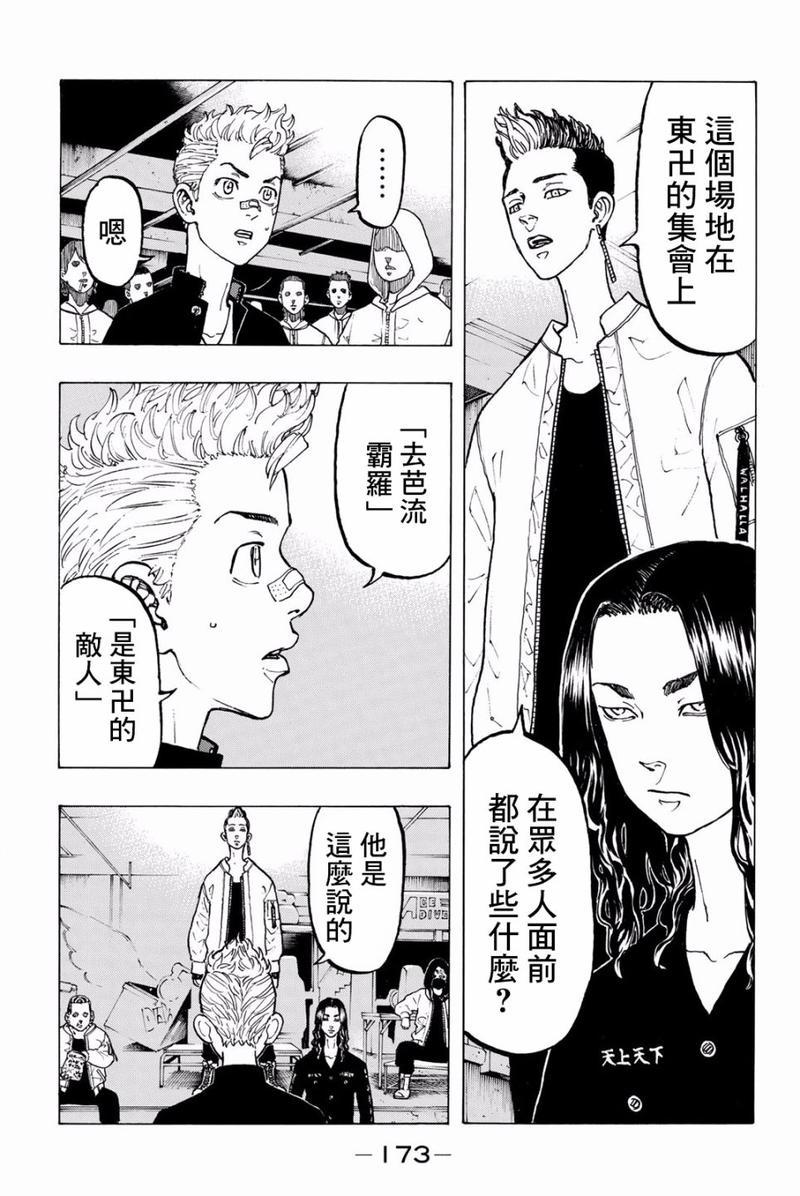 這個場地在
東卍的集會上
WALHALLA
在眾多人面前
都說了些什麼？
天上天下
……
嗯
「去芭流
霸羅」
「是東卍的
敵人」
他是
這麼說的
—173—